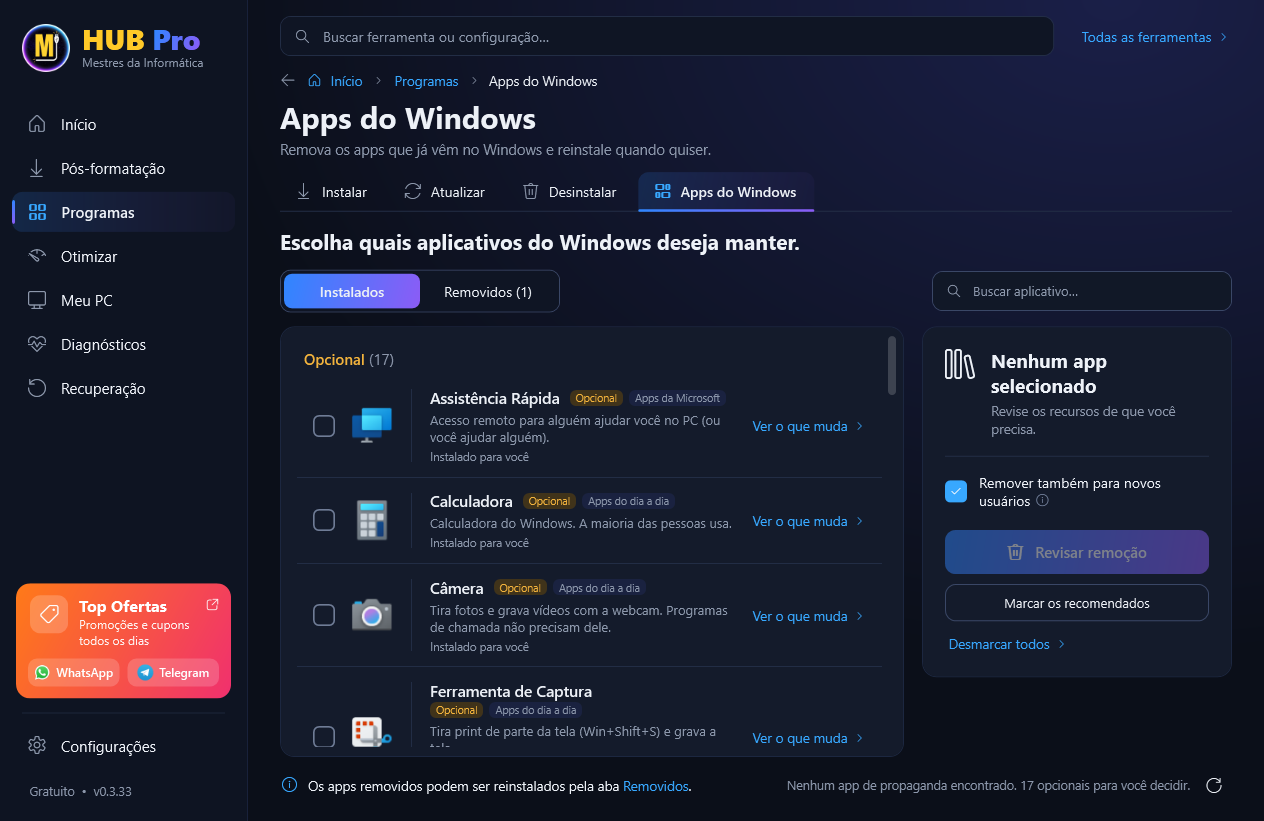 HUB Pro
Mestres da Informática
Início
Pós-formatação
Programas
Otimizar
Meu PC
Diagnósticos
Recuperação
Top Ofertas
Promoções e cupons
todos os dias
WhatsApp
Telegram
Configurações
Gratuito • v0.3.33
Buscar ferramenta ou configuração...
Todas as ferramentas
Início
Programas
Apps do Windows
Apps do Windows
Remova os apps que já vêm no Windows e reinstale quando quiser.
Instalar
Atualizar
Desinstalar
Apps do Windows
Escolha quais aplicativos do Windows deseja manter.
Instalados
Removidos (1)
Buscar aplicativo...
Opcional (17)
Assistência Rápida Opcional Apps da Microsoft
Acesso remoto para alguém ajudar você no PC (ou
você ajudar alguém).
Instalado para você
Ver o que muda
Calculadora Opcional Apps do dia a dia
Calculadora do Windows. A maioria das pessoas usa.
Instalado para você
Ver o que muda
Câmera Opcional Apps do dia a dia
Tira fotos e grava vídeos com a webcam. Programas
de chamada não precisam dele.
Instalado para você
Ver o que muda
Ferramenta de Captura
Opcional Apps do dia a dia
Tira print de parte da tela (Win+Shift+S) e grava a
Ver o que muda
Nenhum app
selecionado
Revise os recursos de que você
precisa.
Remover também para novos
usuários
Revisar remoção
Marcar os recomendados
Desmarcar todos
Os apps removidos podem ser reinstalados pela aba Removidos.
Nenhum app de propaganda encontrado. 17 opcionais para você decidir.